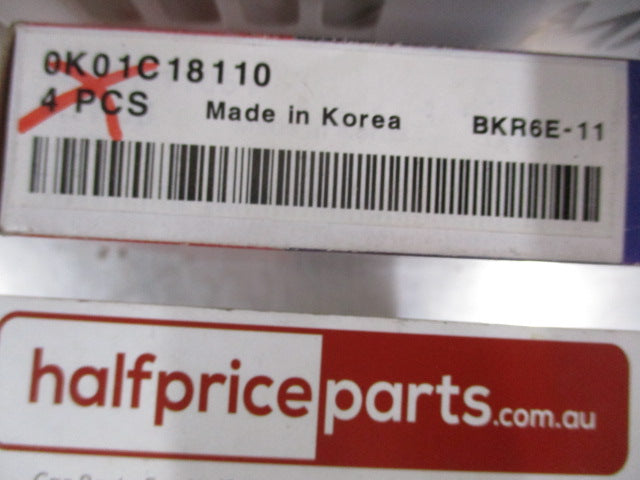 0K01C18110
4 PCS Made in Korea BKR6E-11
halfpriceparts.com.au